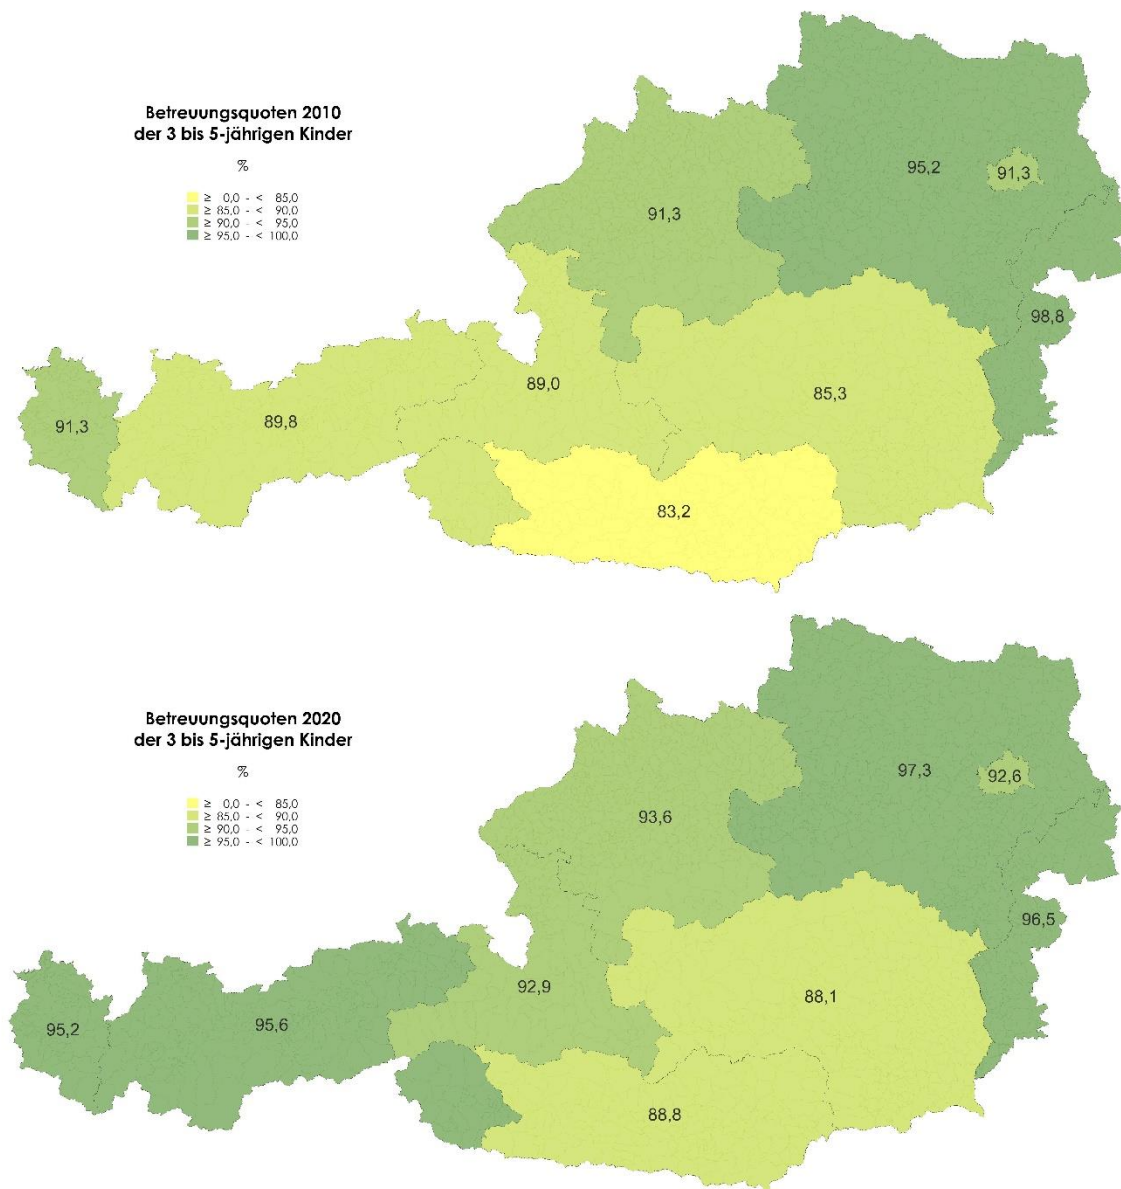 Betreuungsquoten 2010
der 3 bis 5-jährigen Kinder
%
≥ 0,0 - < 85,0
≥ 85,0 - < 90,0
≥ 90,0 - < 95,0
≥ 95,0 - < 100,0
95,2
91,3
91,3
98,8
89,0
85,3
89,8
91,3
83,2
Betreuungsquoten 2020
der 3 bis 5-jährigen Kinder
%
≥ 0,0 - < 85,0
≥ 85,0 - < 90,0
≥ 90,0 - < 95,0
≥ 95,0 - < 100,0
97,3
92,6
93,6
96,5
92,9
88,1
95,6
95,2
88,8